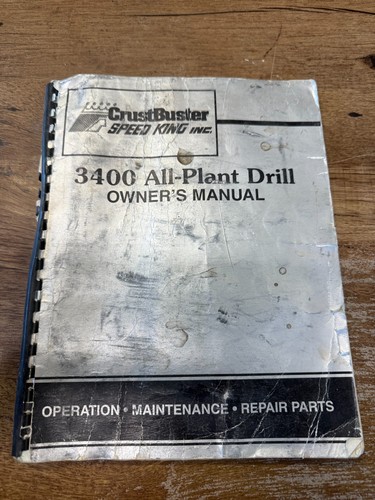 CrustBuster
SPEED KING INC.
3400 All-Plant Drill
OWNER'S MANUAL
OPERATION • MAINTENANCE • REPAIR PARTS